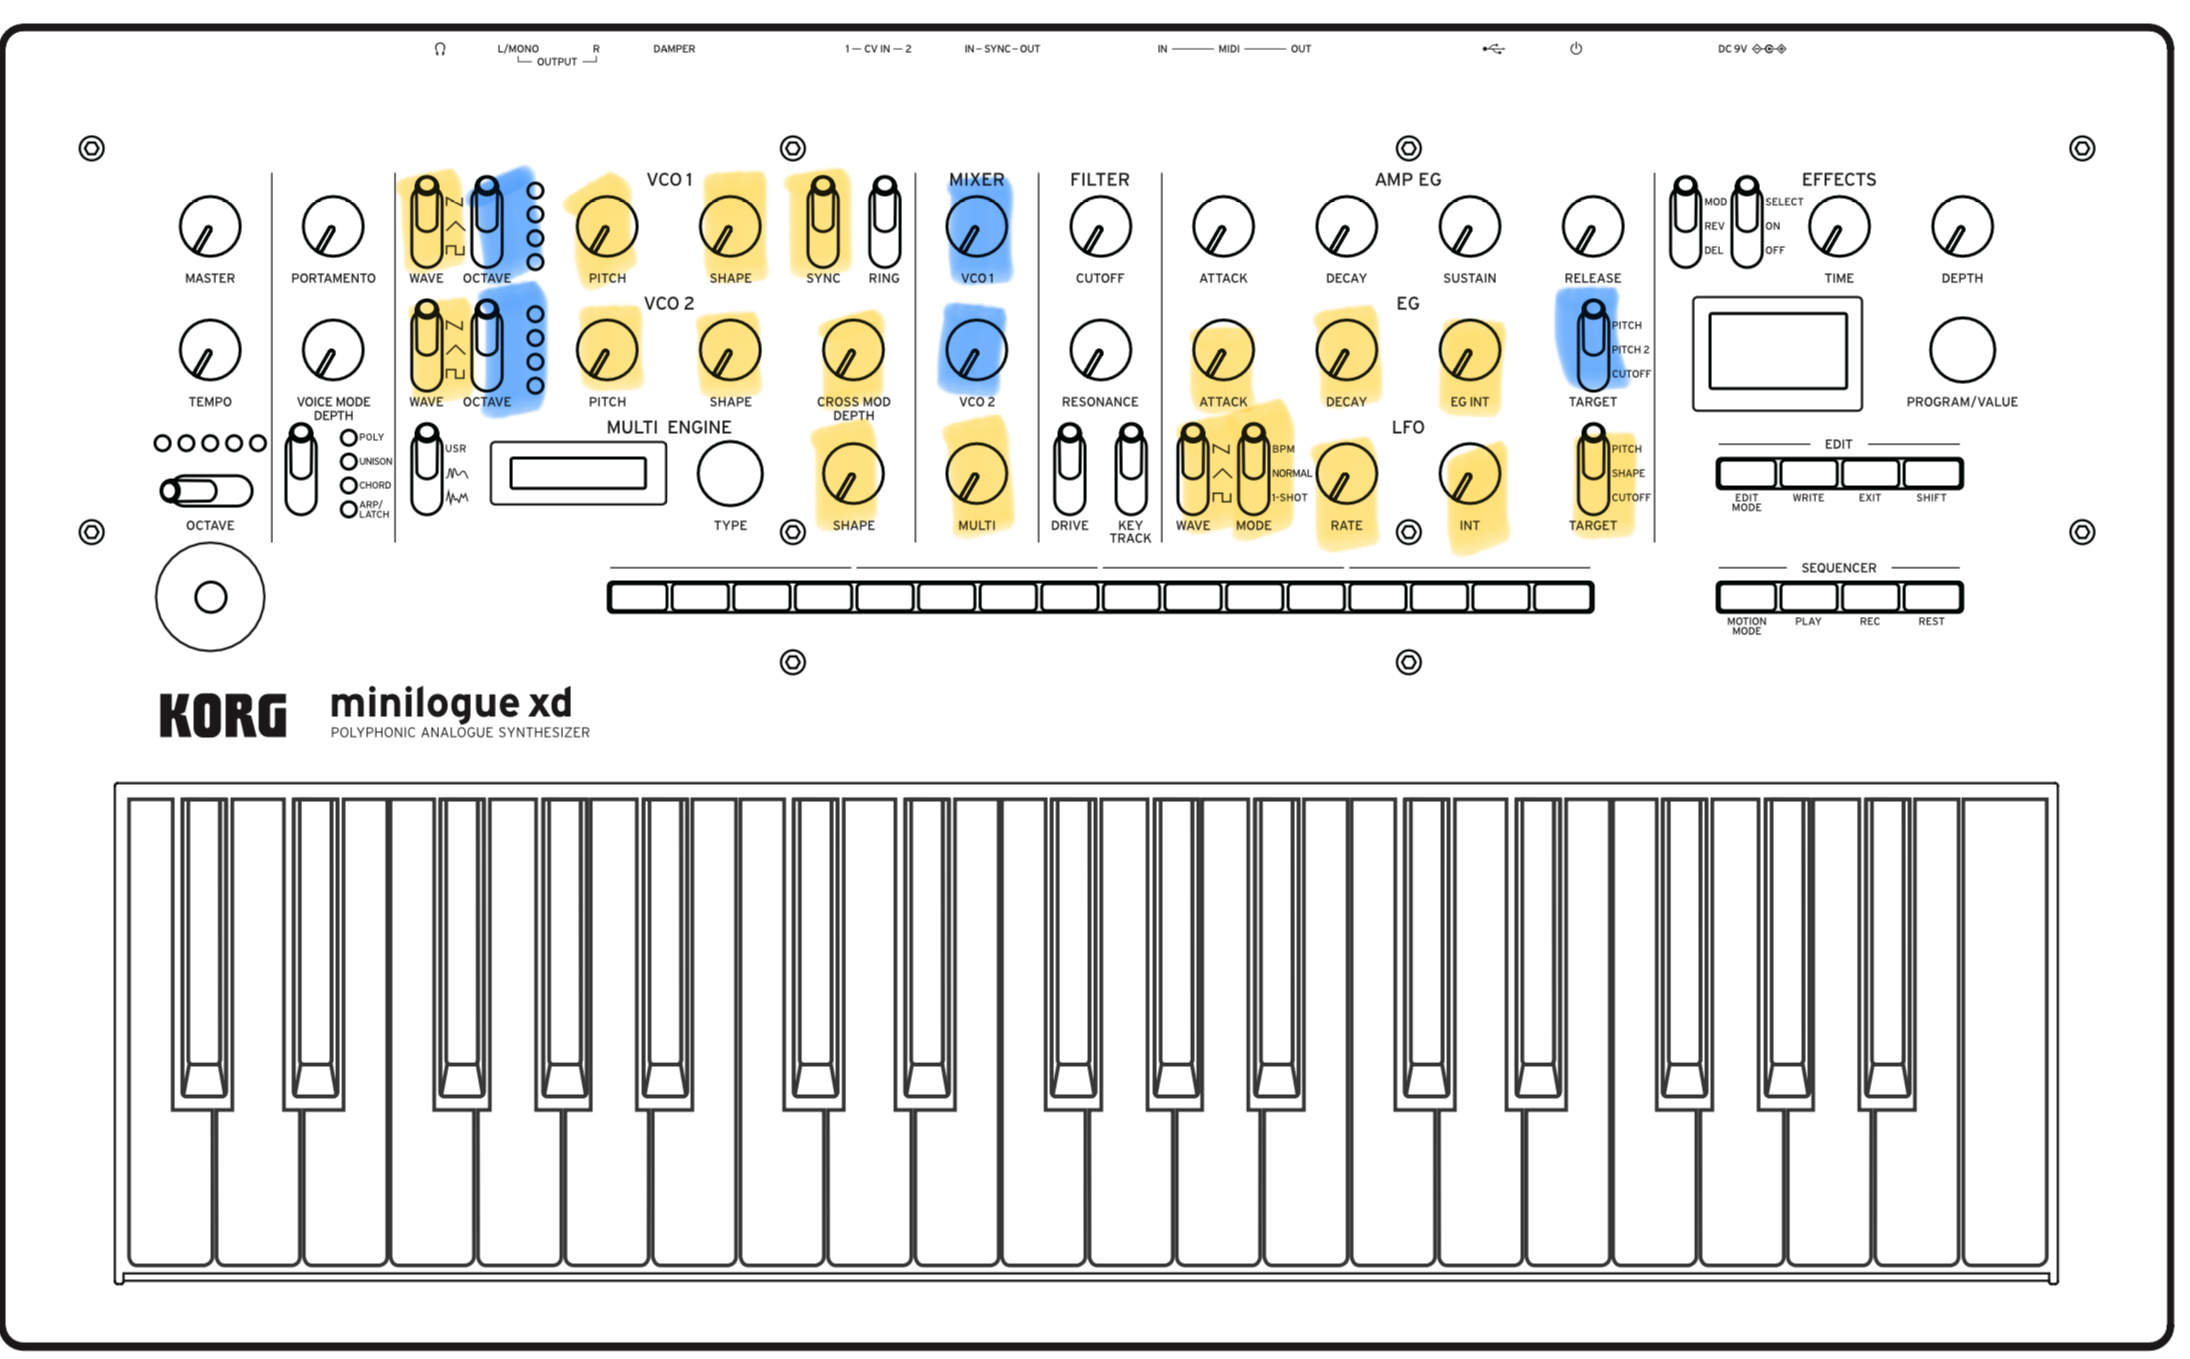 L/MONO R DAMPER 1 — CV IN — 2 IN – SYNC – OUT IN — MIDI — OUT DC 9V
OUTPUT
VCO 1 MIXER FILTER AMP EG EFFECTS
MOD SELECT
REV ON
DEL OFF
MASTER PORTAMENTO WAVE OCTAVE PITCH SHAPE SYNC RING VCO 1 CUTOFF ATTACK DECAY SUSTAIN RELEASE TIME DEPTH
VCO 2 EG
PITCH
PITCH 2
CUTOFF
TEMPO VOICE MODE DEPTH WAVE OCTAVE PITCH SHAPE CROSS MOD DEPTH VCO 2 RESONANCE ATTACK DECAY EG INT TARGET PROGRAM/VALUE
MULTI ENGINE LFO
POLY USR BPM PITCH EDIT
UNISON NORMAL SHAPE
CHORD 1-SHOT CUTOFF
ARP/
LATCH
EDIT MODE WRITE EXIT SHIFT
OCTAVE TYPE SHAPE MULTI DRIVE KEY TRACK WAVE MODE RATE INT TARGET
SEQUENCER
MOTION MODE PLAY REC REST
KORG minilogue xd
POLYPHONIC ANALOGUE SYNTHESIZER